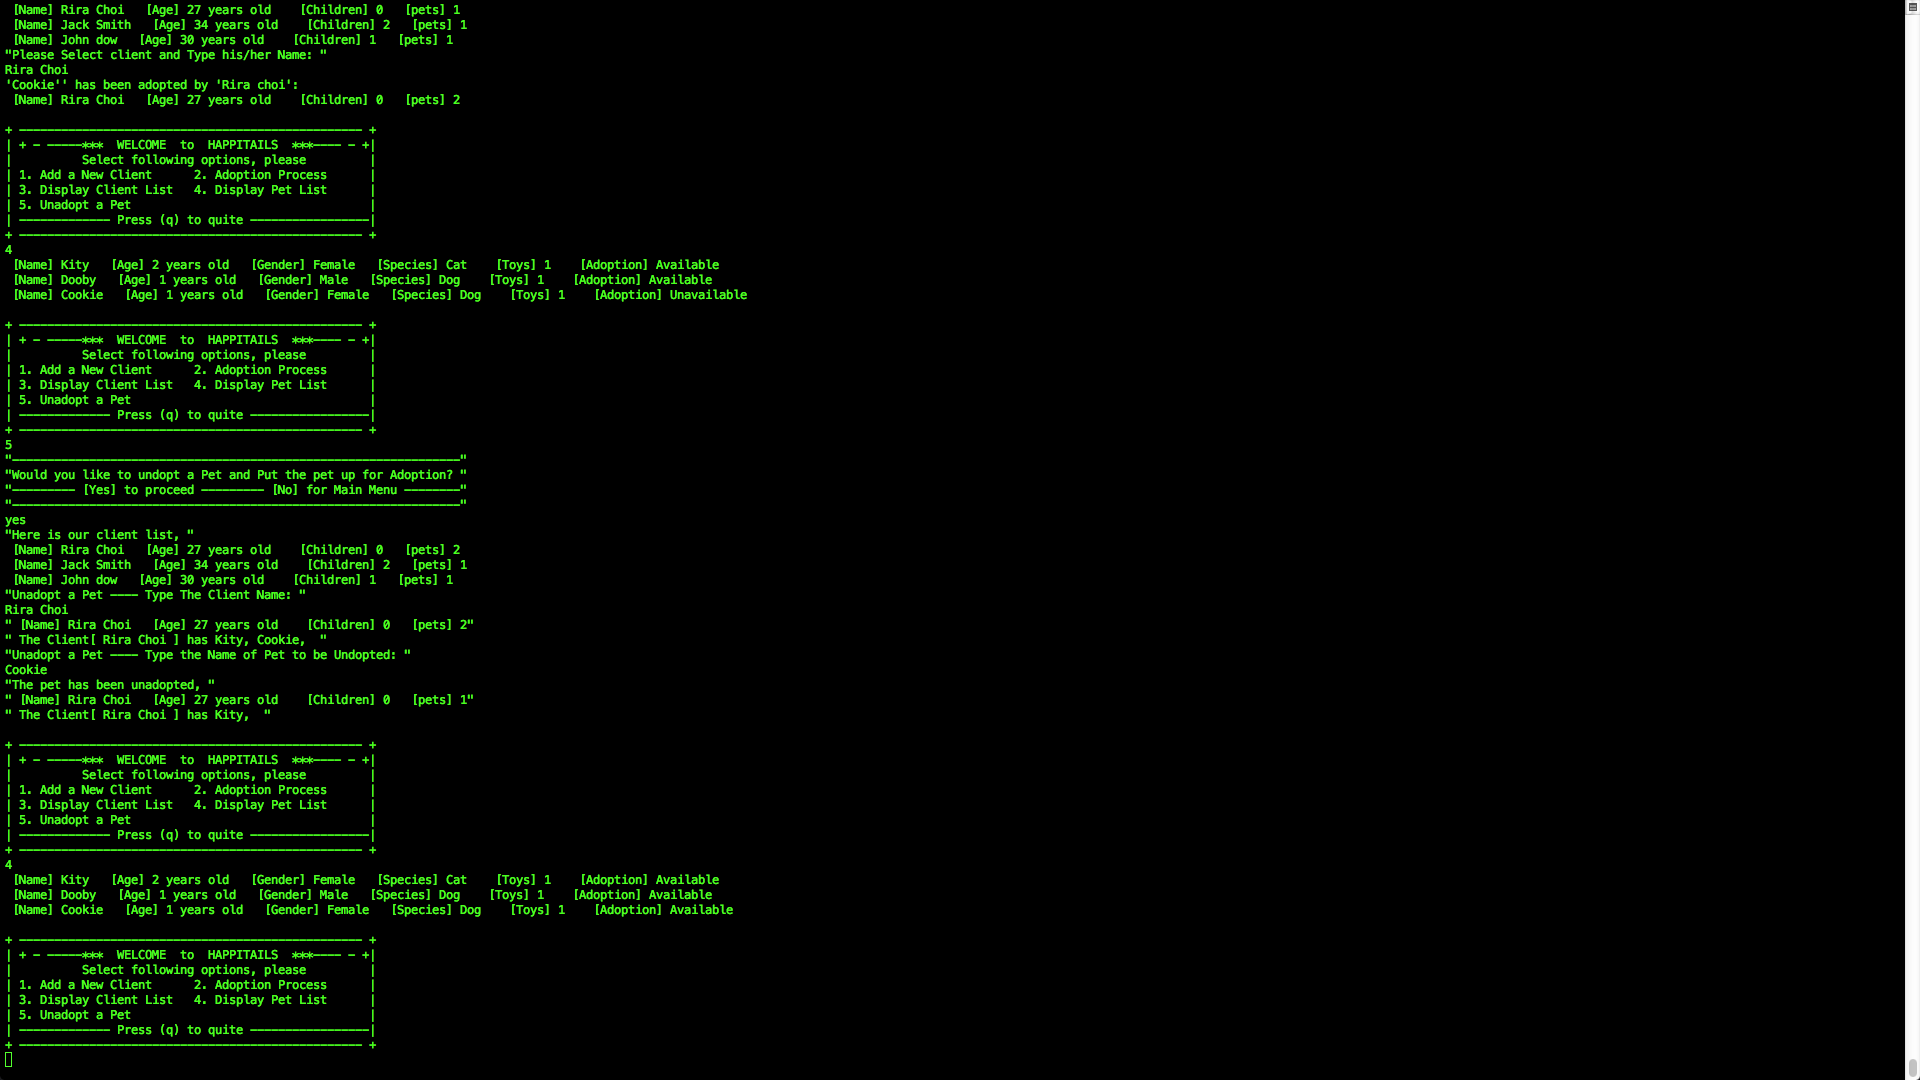 [Name] Rira Choi   [Age] 27 years old    [Children] 0   [pets] 1
[Name] Jack Smith   [Age] 34 years old    [Children] 2   [pets] 1
[Name] John dow   [Age] 30 years old    [Children] 1   [pets] 1
"Please Select client and Type his/her Name: "
Rira Choi
'Cookie'' has been adopted by 'Rira choi':
[Name] Rira Choi   [Age] 27 years old    [Children] 0   [pets] 2
+ ------------------------------------------------- +
| + - -----***  WELCOME  to  HAPPITAILS  ***---- - +|
|          Select following options, please         |
| 1. Add a New Client      2. Adoption Process      |
| 3. Display Client List   4. Display Pet List      |
| 5. Unadopt a Pet                                  |
| ------------- Press (q) to quite -----------------|
+ ------------------------------------------------- +
4
[Name] Kity   [Age] 2 years old   [Gender] Female   [Species] Cat    [Toys] 1    [Adoption] Available
[Name] Dooby   [Age] 1 years old   [Gender] Male   [Species] Dog    [Toys] 1    [Adoption] Available
[Name] Cookie   [Age] 1 years old   [Gender] Female   [Species] Dog    [Toys] 1    [Adoption] Unavailable
+ ------------------------------------------------- +
| + - -----***  WELCOME  to  HAPPITAILS  ***---- - +|
|          Select following options, please         |
| 1. Add a New Client      2. Adoption Process      |
| 3. Display Client List   4. Display Pet List      |
| 5. Unadopt a Pet                                  |
| ------------- Press (q) to quite -----------------|
+ ------------------------------------------------- +
5
"----------------------------------------------------------------"
"Would you like to undopt a Pet and Put the pet up for Adoption? "
"--------- [Yes] to proceed --------- [No] for Main Menu --------"
"----------------------------------------------------------------"
yes
"Here is our client list, "
[Name] Rira Choi   [Age] 27 years old    [Children] 0   [pets] 2
[Name] Jack Smith   [Age] 34 years old    [Children] 2   [pets] 1
[Name] John dow   [Age] 30 years old    [Children] 1   [pets] 1
"Unadopt a Pet ---- Type The Client Name: "
Rira Choi
" [Name] Rira Choi   [Age] 27 years old    [Children] 0   [pets] 2"
" The Client[ Rira Choi ] has Kity, Cookie,  "
"Unadopt a Pet ---- Type the Name of Pet to be Undopted: "
Cookie
"The pet has been unadopted, "
" [Name] Rira Choi   [Age] 27 years old    [Children] 0   [pets] 1"
" The Client[ Rira Choi ] has Kity,  "
+ ------------------------------------------------- +
| + - -----***  WELCOME  to  HAPPITAILS  ***---- - +|
|          Select following options, please         |
| 1. Add a New Client      2. Adoption Process      |
| 3. Display Client List   4. Display Pet List      |
| 5. Unadopt a Pet                                  |
| ------------- Press (q) to quite -----------------|
+ ------------------------------------------------- +
4
[Name] Kity   [Age] 2 years old   [Gender] Female   [Species] Cat    [Toys] 1    [Adoption] Available
[Name] Dooby   [Age] 1 years old   [Gender] Male   [Species] Dog    [Toys] 1    [Adoption] Available
[Name] Cookie   [Age] 1 years old   [Gender] Female   [Species] Dog    [Toys] 1    [Adoption] Available
+ ------------------------------------------------- +
| + - -----***  WELCOME  to  HAPPITAILS  ***---- - +|
|          Select following options, please         |
| 1. Add a New Client      2. Adoption Process      |
| 3. Display Client List   4. Display Pet List      |
| 5. Unadopt a Pet                                  |
| ------------- Press (q) to quite -----------------|
+ ------------------------------------------------- +